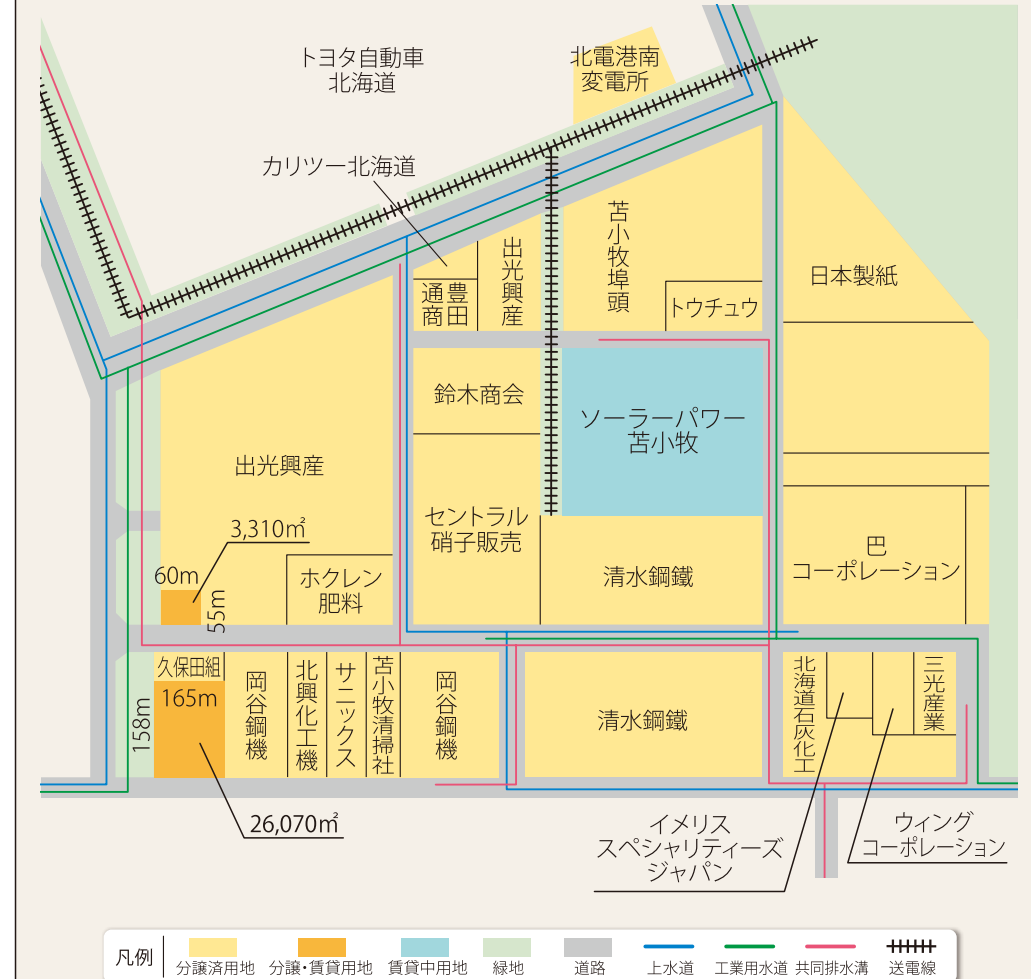 トヨタ自動車
北海道
北電港南
変電所
カリツー北海道
苫小牧埠頭
出光興産
豊田
通商
トウチュウ
日本製紙
鈴木商会
ソーラーパワー
苫小牧
出光興産
セントラル
硝子販売
3,310㎡
60m
55m
ホクレン
肥料
清水鋼鐵
巴
コーポレーション
久保田組
165m
158m
岡谷鋼機
北興化工機
サニックス
苫小牧清掃社
岡谷鋼機
清水鋼鐵
北海道石灰化工
三光産業
26,070㎡
イメリス
スペシャリティーズ
ジャパン
ウィング
コーポレーション
凡例
分譲済用地
分譲・賃貸用地
賃貸中用地
緑地
道路
上水道
工業用水道
共同排水溝
送電線